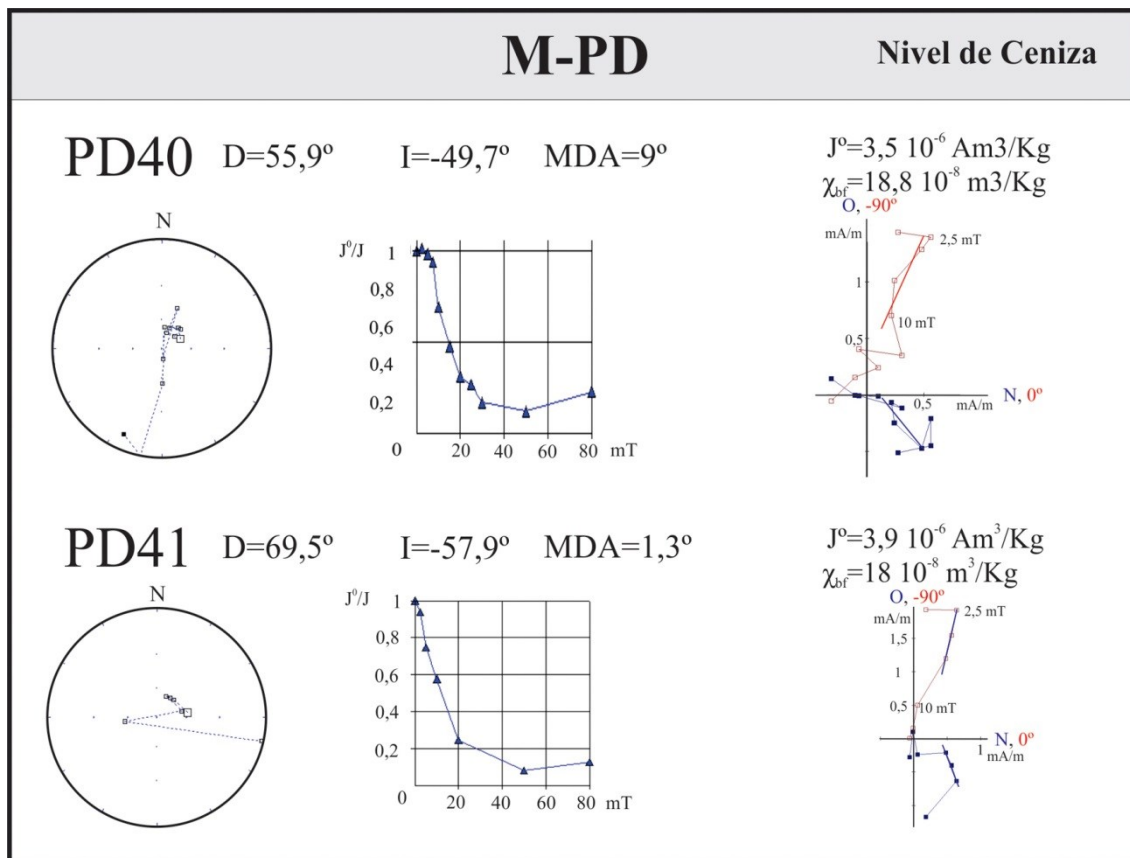 M-PD
Nivel de Ceniza
PD40 D=55,9º I=-49,7º MDA=9º
Jº=3,5 10⁻⁶ Am3/Kg
χbf=18,8 10⁻⁸ m3/Kg
N
J⁰/J
1
0,8
0,6
0,4
0,2
0
20 40 60 80 mT
O, -90º
mA/m
2,5 mT
1
10 mT
0,5
0,5
mA/m
N, 0º
PD41 D=69,5º I=-57,9º MDA=1,3º
Jº=3,9 10⁻⁶ Am³/Kg
χbf=18 10⁻⁸ m³/Kg
N
J⁰/J
1
0,8
0,6
0,4
0,2
0
20 40 60 80 mT
O, -90º
mA/m
2,5 mT
1,5
1
0,5
10 mT
1
mA/m
N, 0º